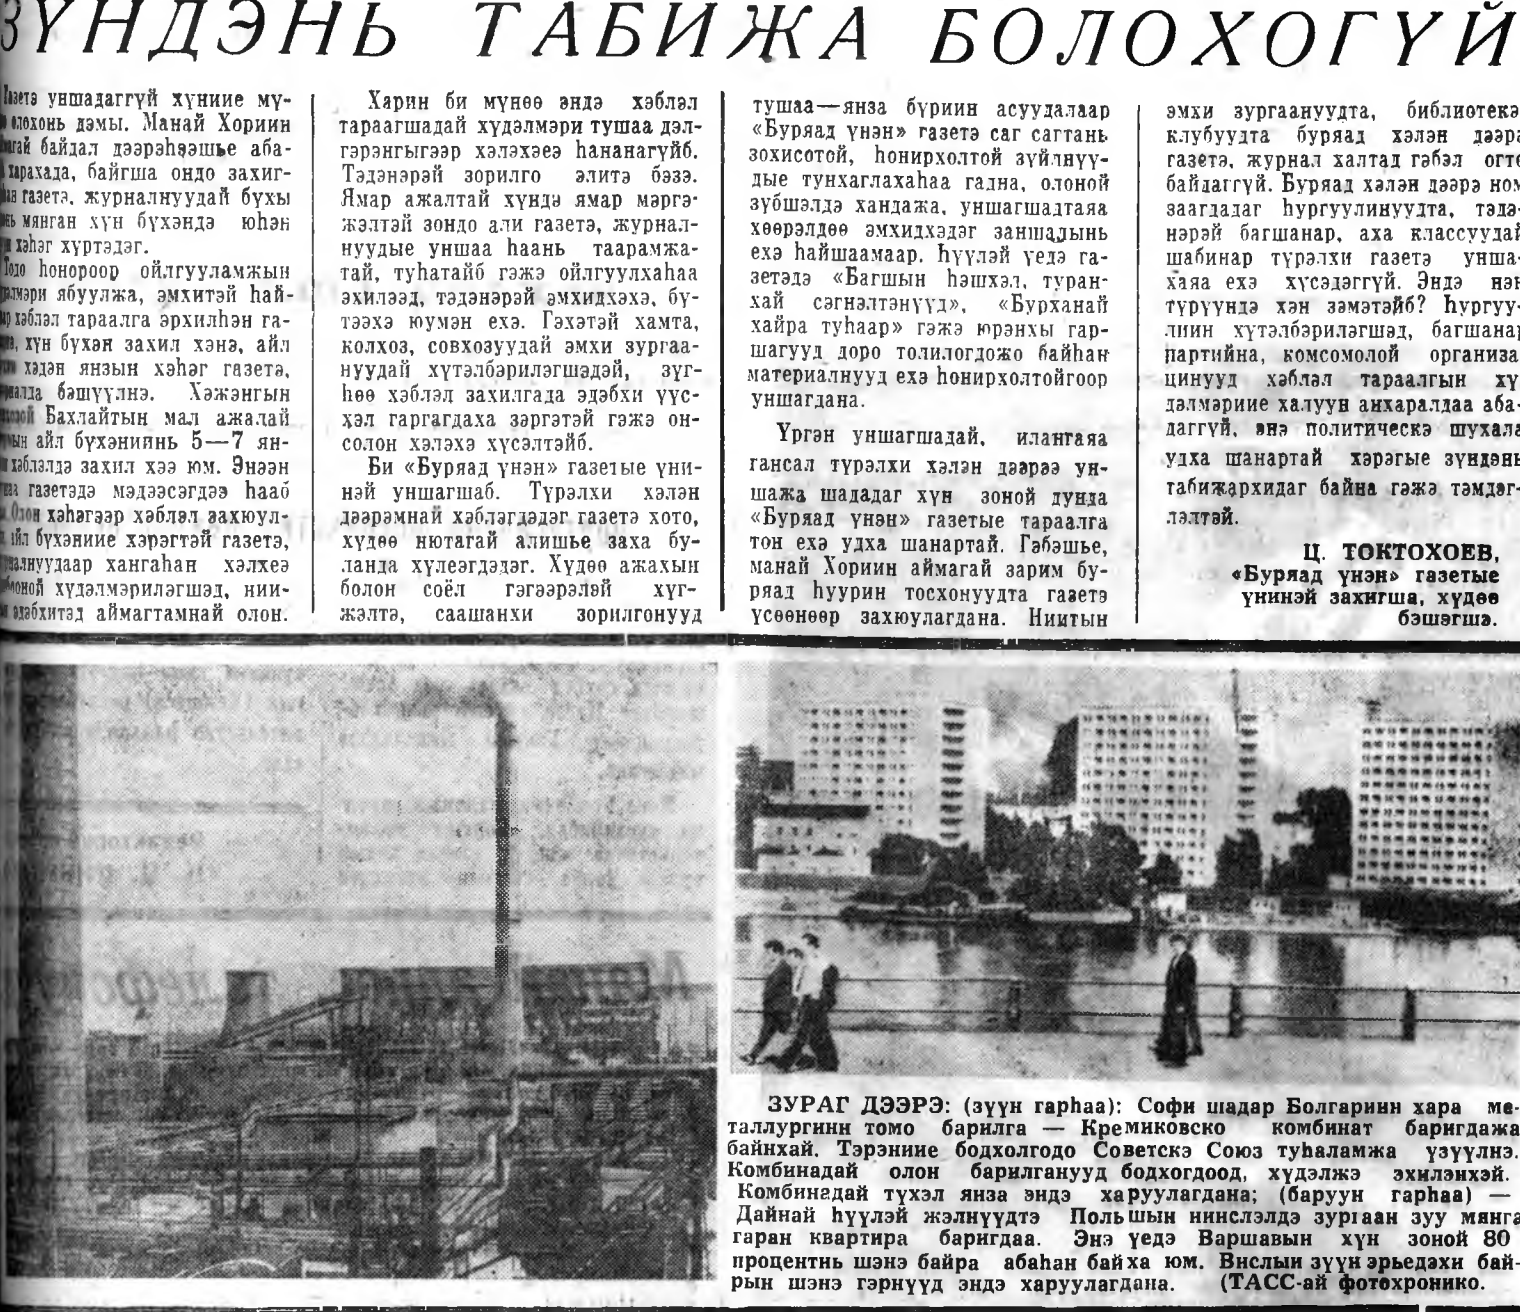 ЗҮНДЭНЬ ТАБИЖА БОЛОХОГҮЙ
уншадаггүй хүниие мү-
дэмы. Манай Хориин
байдал дээрэһээшье аба-
харахада, байгша ондо захиг-
газетэ, журналнуудай бүхы
мянган хүн бүхэндэ юһэн
хэһэг хүртэдэг.
һонороор ойлгууламжын
ябуулжа, эмхитэй һай-
хэблэл тараалга эрхилһэн га-
хүн бүхэн захил хэнэ, айл
хэдэн янзын хэһэг газетэ,
бэшүүлнэ. Хэжэнгын
Бахлайтын мал ажалай
айл бүхэниинь 5—7 ян-
хэблэлдэ захил хээ юм. Энээн
газетэдэ мэдээсэгдээ һааб
хэһэгээр хэблэл захюул-
бүхэниие хэрэгтэй газетэ,
хангаһан хэлхеэ
хүдэлмэрилэгшэд, нии-
аймагтамнай олон.
Харин би мүнөө эндэ хэблэл
тараагшадай хүдэлмэри тушаа дэл-
гэрэнгыгээр хэлэхэеэ һананагүйб.
Тэдэнэрэй зорилго элитэ бэзэ.
Ямар ажалтай хүндэ ямар мэргэ-
жэлтэй зондо али газетэ, журнал-
нуудые уншаа һаань таарамжа-
тай, туһатайб гэжэ ойлгуулхаһаа
эхилээд, тэдэнэрэй эмхидхэхэ, бү-
тээхэ юумэн ехэ. Гэхэтэй хамта,
колхоз, совхозуудай эмхи зургаа-
нуудай хүтэлбэрилэгшэдэй, зүг-
һөө хэблэл захилгада эдэбхи үүс-
хэл гаргагдаха зэргэтэй гэжэ он-
солон хэлэхэ хүсэлтэйб.
Би «Буряад үнэн» газетые үни-
нэй уншагшаб. Түрэлхи хэлэн
дээрэмнай хэблэгдэдэг газетэ хото,
хүдөө нютагай алишье заха бу-
ланда хүлеэгдэдэг. Хүдөө ажахын
болон соёл гэгээрэлэй хүг-
жэлтэ, саашанхи зорилгонууд
тушаа—янза бүриин асуудалаар
«Буряад үнэн» газетэ саг сагтань
зохисотой, һонирхолтой зүйлнүү-
дые тунхаглахаһаа гадна, олоной
зүбшэлдэ хандажа, уншагшадтаяа
хөөрэлдөө эмхидхэдэг заншадынь
ехэ һайшаамаар. Һүүлэй үедэ га-
зетэдэ «Багшын һэшхэл, туран-
хай сэгнэлтэнүүд», «Бурханай
хайра туһаар» гэжэ юрэнхы гар-
шагууд доро толилогдожо байһан
материалнууд ехэ һонирхолтойгоор
уншагдана.
Үргэн уншагшадай, илангаяа
гансал түрэлхи хэлэн дээрээ ун-
шажа шададаг хүн зоной дунда
«Буряад үнэн» газетые тараалга
тон ехэ удха шанартай. Гэбэшье,
манай Хориин аймагай зарим бу-
ряад һуурин тосхонуудта газетэ
үсөөнөөр захюулагдана. Ниитын
эмхи зургаануудта, библиотекэ
клубуудта буряад хэлэн дээрэ
газетэ, журнал халтад гэбэл огто
байдаггүй. Буряад хэлэн дээрэ ном
заагдадаг һургуулинуудта, тэдэ-
нэрэй багшанар, аха классуудай
шабинар түрэлхи газетэ унша-
хаяа ехэ хүсэдэггүй. Эндэ нэн
түрүүндэ хэн зэмэтэйб? Һургуу-
лиин хүтэлбэрилэгшэд, багшанар
партийна, комсомолой организа
цинууд хэблэл тараалгын хү
дэлмэриие халуун анхаралдаа аба-
даггүй, энэ политическэ шухала
удха шанартай хэрэгые зүндэнь
табижархидаг байна гэжэ тэмдэг-
лэлтэй.
Ц. ТОКТОХОЕВ,
«Буряад үнэн» газетые
үнинэй захигша, хүдөө
бэшэгшэ.
ЗУРАГ ДЭЭРЭ: (зүүн гарһаа): Софи шадар Болгариин хара ме-
таллургиин томо барилга — Кремиковско комбинат баригдажа
байнхай. Тэрэниие бодхолгодо Советскэ Союз туһаламжа үзүүлнэ.
Комбинадай олон барилганууд бодхогдоод, хүдэлжэ эхилэнхэй.
Комбинадай түхэл янза эндэ харуулагдана; (баруун гарһаа) —
Дайнай һүүлэй жэлнүүдтэ Польшын ниислэлдэ зургаан зуу мянга
гаран квартира баригдаа. Энэ үедэ Варшавын хүн зоной 80
процентнь шэнэ байра абаһан байха юм. Вислын зүүн эрьедэхи бай-
рын шэнэ гэрнүүд эндэ харуулагдана. (ТАСС-ай фотохронико.